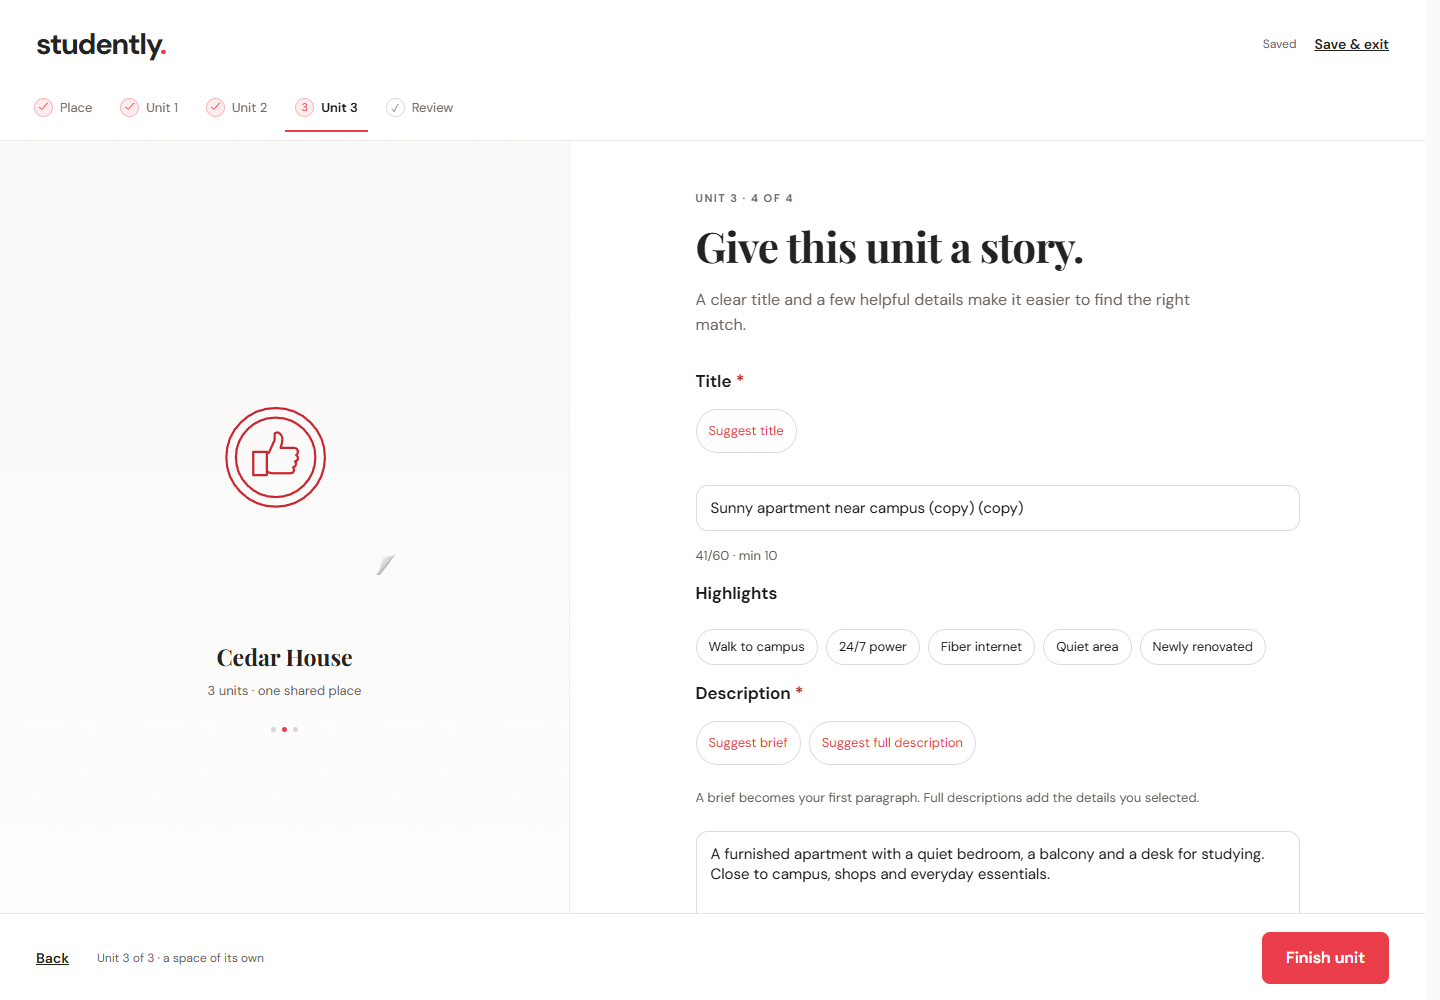 studently.
Saved
Save & exit
Place
Unit 1
Unit 2
3
Unit 3
Review
UNIT 3 · 4 OF 4
Give this unit a story.
A clear title and a few helpful details make it easier to find the right
match.
Title *
Suggest title
Sunny apartment near campus (copy) (copy)
41/60 · min 10
Highlights
Walk to campus
24/7 power
Fiber internet
Quiet area
Newly renovated
Description *
Suggest brief
Suggest full description
A brief becomes your first paragraph. Full descriptions add the details you selected.
A furnished apartment with a quiet bedroom, a balcony and a desk for studying.
Close to campus, shops and everyday essentials.
Cedar House
3 units · one shared place
Back
Unit 3 of 3 · a space of its own
Finish unit